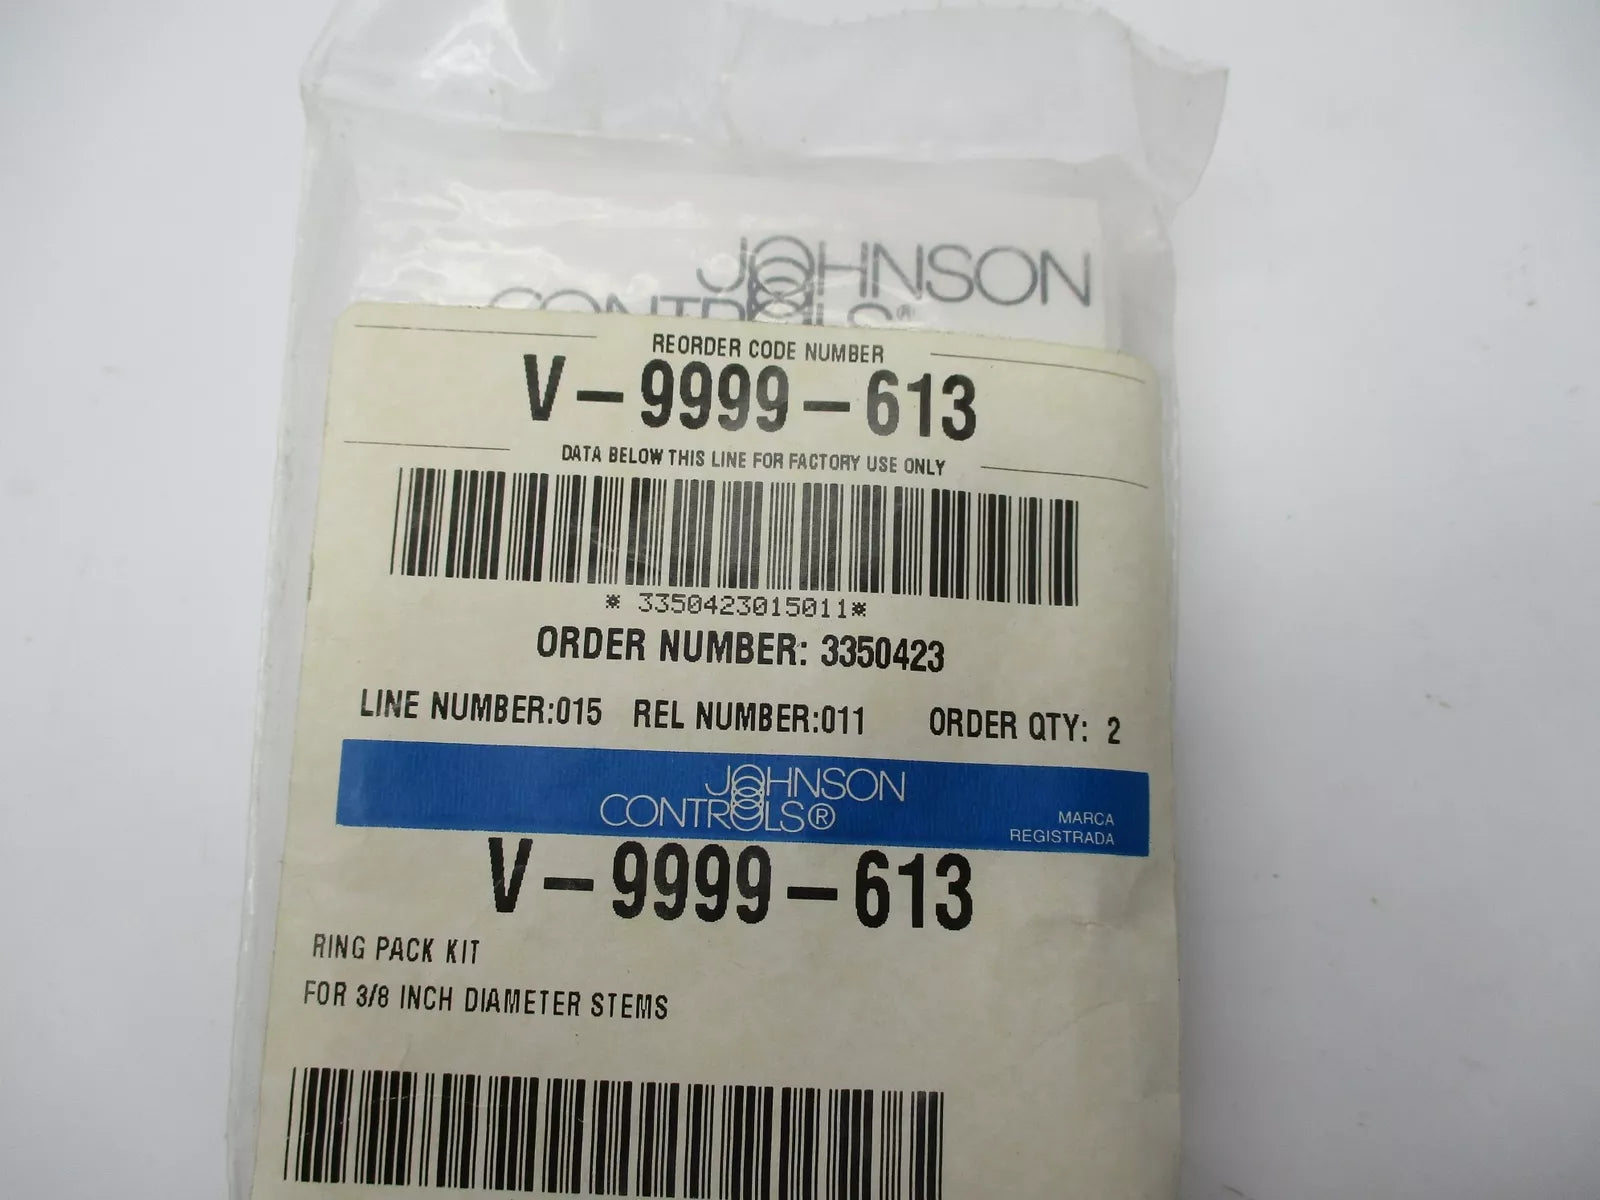 JOHNSON
CONTROLS®
REORDER CODE NUMBER
V-9999-613
DATA BELOW THIS LINE FOR FACTORY USE ONLY
* 3350423015011*
ORDER NUMBER: 3350423
LINE NUMBER:015 REL NUMBER:011 ORDER QTY: 2
JOHNSON
CONTROLS®
MARCA
REGISTRADA
V-9999-613
RING PACK KIT
FOR 3/8 INCH DIAMETER STEMS